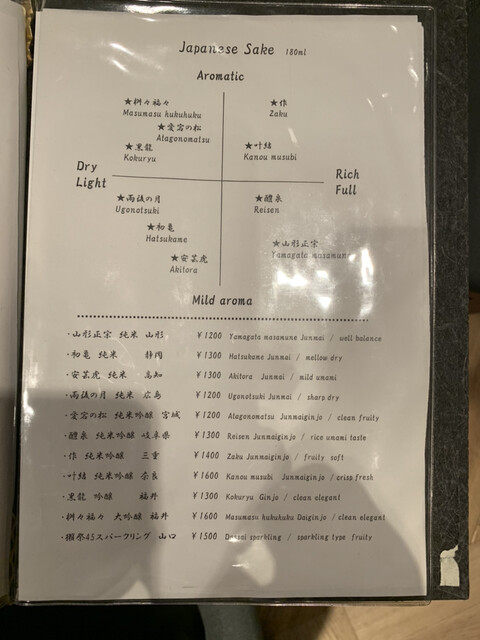 Japanese Sake 180ml
Aromatic
★桝々福々
Masumasu hukuhuku
★作
Zaku
★愛宕の松
Atagonomatsu
★黒龍
Kokuryu
★叶結
Kanou musubi
Dry
Light
Rich
Full
★雨後の月
Ugonotsuki
★醴泉
Reisen
★和亀
Hatsukame
★山形正宗
Yamagata masamune
★安芸虎
Akitora
Mild aroma
・山形正宗 純米 山形 ¥1200 Yamagata masamune Junmai / well balance
・和亀 純米 静岡 ¥1300 Hatsukame Junmai / mellow dry
・安芸虎 純米 高知 ¥1300 Akitora Junmai / mild umami
・雨後の月 純米 広島 ¥1200 Ugonotsuki Junmai / sharp dry
・愛宕の松 純米吟醸 宮城 ¥1200 Atagonomatsu Junmaiginjo / clean fruity
・醴泉 純米吟醸 岐阜県 ¥1300 Reisen Junmaiginjo / rice umami taste
・作 純米吟醸 三重 ¥1400 Zaku Junmaiginjo / fruity soft
・叶結 純米吟醸 奈良 ¥1600 Kanou musubi Junmaiginjo / crisp fresh
・黒龍 吟醸 福井 ¥1300 Kokuryu Ginjo / clean elegant
・桝々福々 大吟醸 福井 ¥1600 Masumasu hukuhuku Daiginjo / clean elegant
・獺祭45スパークリング 山口 ¥1500 Dassai sparkling / sparkling type fruity